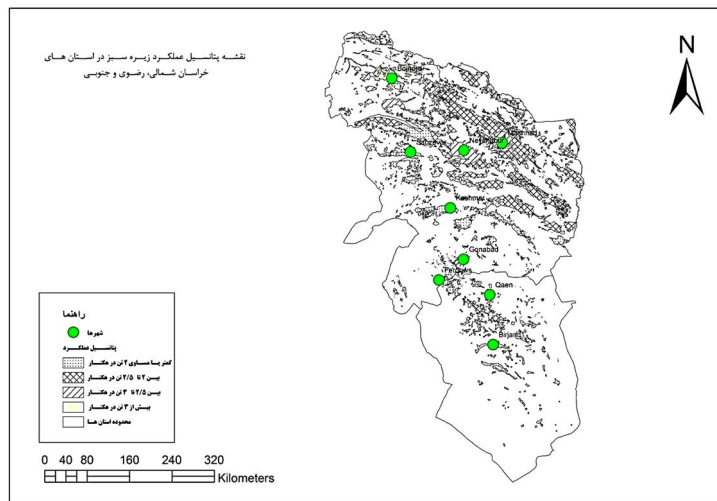 نقشه پتانسیل عملکرد زیره سبز در استان های
خراسان شمالی، رضوی و جنوبی
N
Bojnord
Mashhad
Kashmar
Gonabad
Ferdows
Qaen
Birjand
راهنما
شهرها
پتانسیل عملکرد
کمتر یا مساوی ۲ تن در هکتار
بین ۲ تا ۲/۵ تن در هکتار
بین ۲/۵ تا ۳ تن در هکتار
بیش از ۳ تن در هکتار
محدوده استان ها
0 40 80 160 240 320
Kilometers